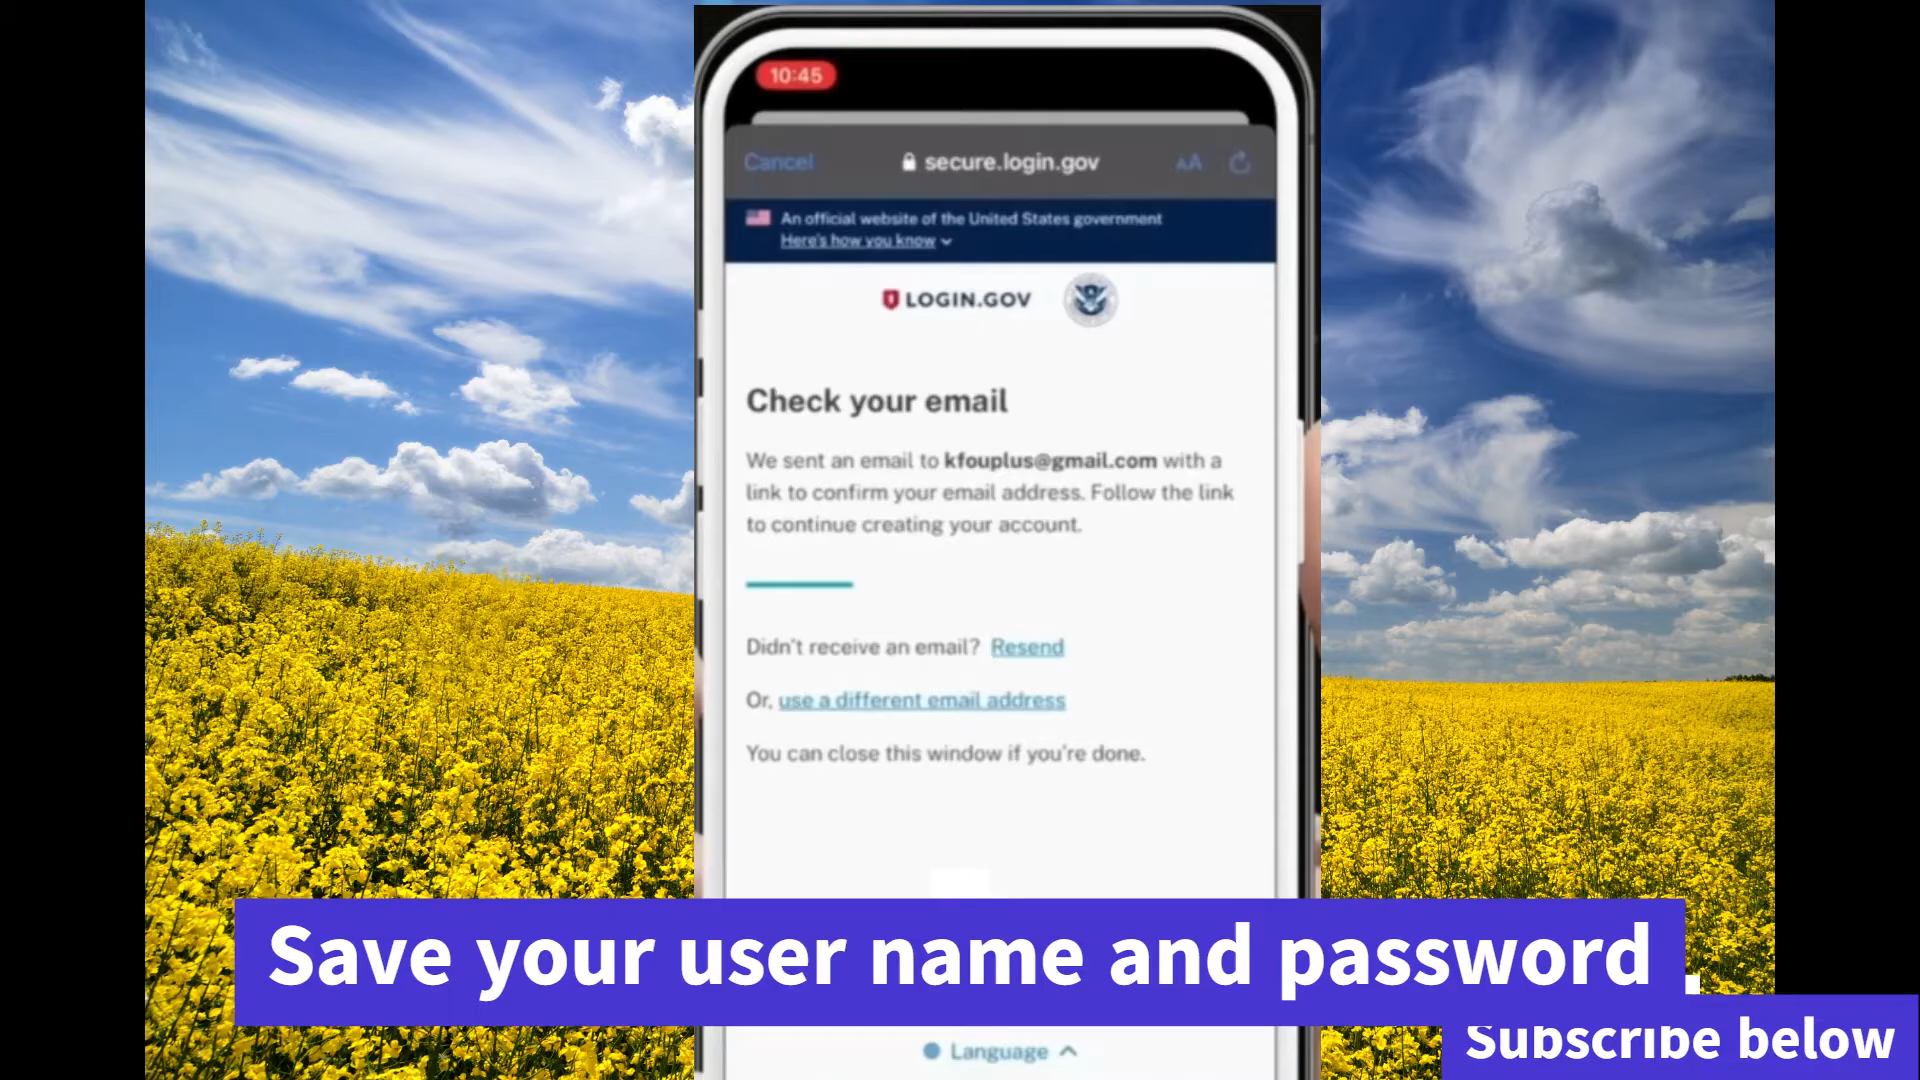 10:45
Cancel
secure.login.gov
AA
An official website of the United States government
Here's how you know
LOGIN.GOV
Check your email
We sent an email to kfouplus@gmail.com with a
link to confirm your email address. Follow the link
to continue creating your account.
Didn't receive an email? Resend
Or, use a different email address
You can close this window if you're done.
Save your user name and password .
Subscribe below
Language